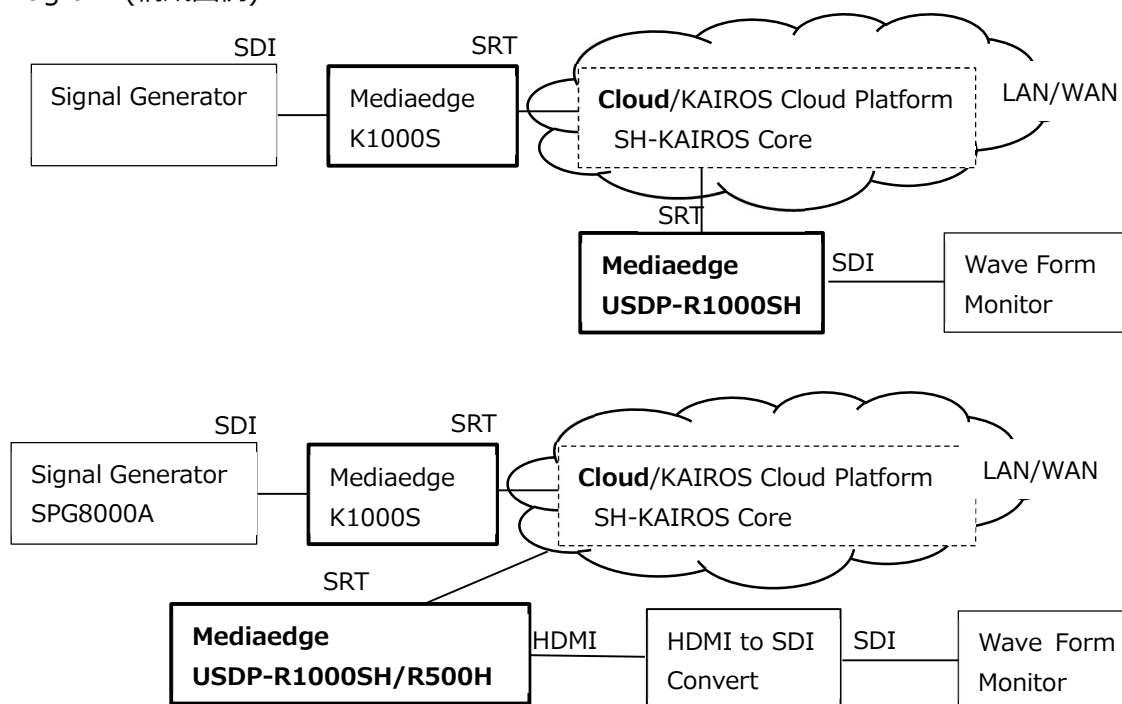 SDI
SRT
Signal Generator
Mediaedge
K1000S
Cloud/KAIROS Cloud Platform
SH-KAIROS Core
LAN/WAN
SRT
Mediaedge
USDP-R1000SH
SDI
Wave Form
Monitor
SDI
SRT
Signal Generator
SPG8000A
Mediaedge
K1000S
Cloud/KAIROS Cloud Platform
SH-KAIROS Core
LAN/WAN
SRT
Mediaedge
USDP-R1000SH/R500H
HDMI
HDMI to SDI
Convert
SDI
Wave Form
Monitor